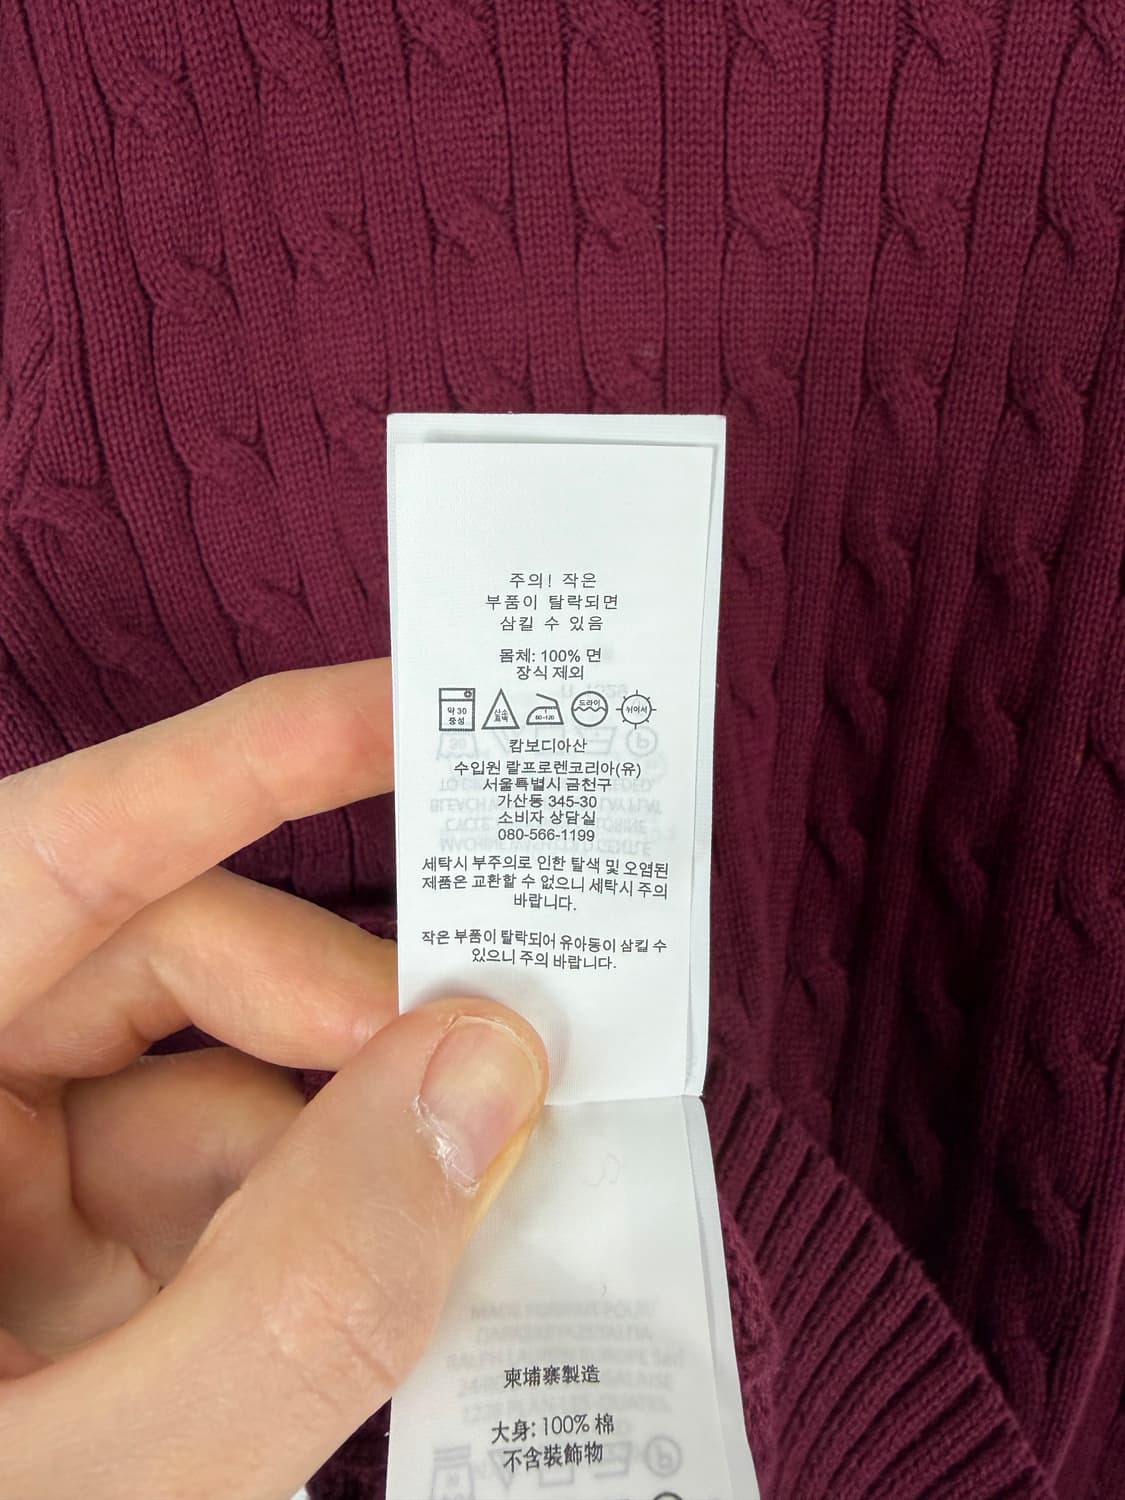 주의! 작은
부품이 탈락되면
삼킬 수 있음
몸체: 100% 면
장식 제외
약 30
중성
산소
표백
80~120
드라이
뉘어서
캄보디아산
수입원 랄프로렌코리아(유)
서울특별시 금천구
가산동 345-30
소비자 상담실
080-566-1199
세탁시 부주의로 인한 탈색 및 오염된
제품은 교환할 수 없으니 세탁시 주의
바랍니다.
작은 부품이 탈락되어 유아동이 삼킬 수
있으니 주의 바랍니다.
柬埔寨製造
大身: 100% 棉
不含裝飾物